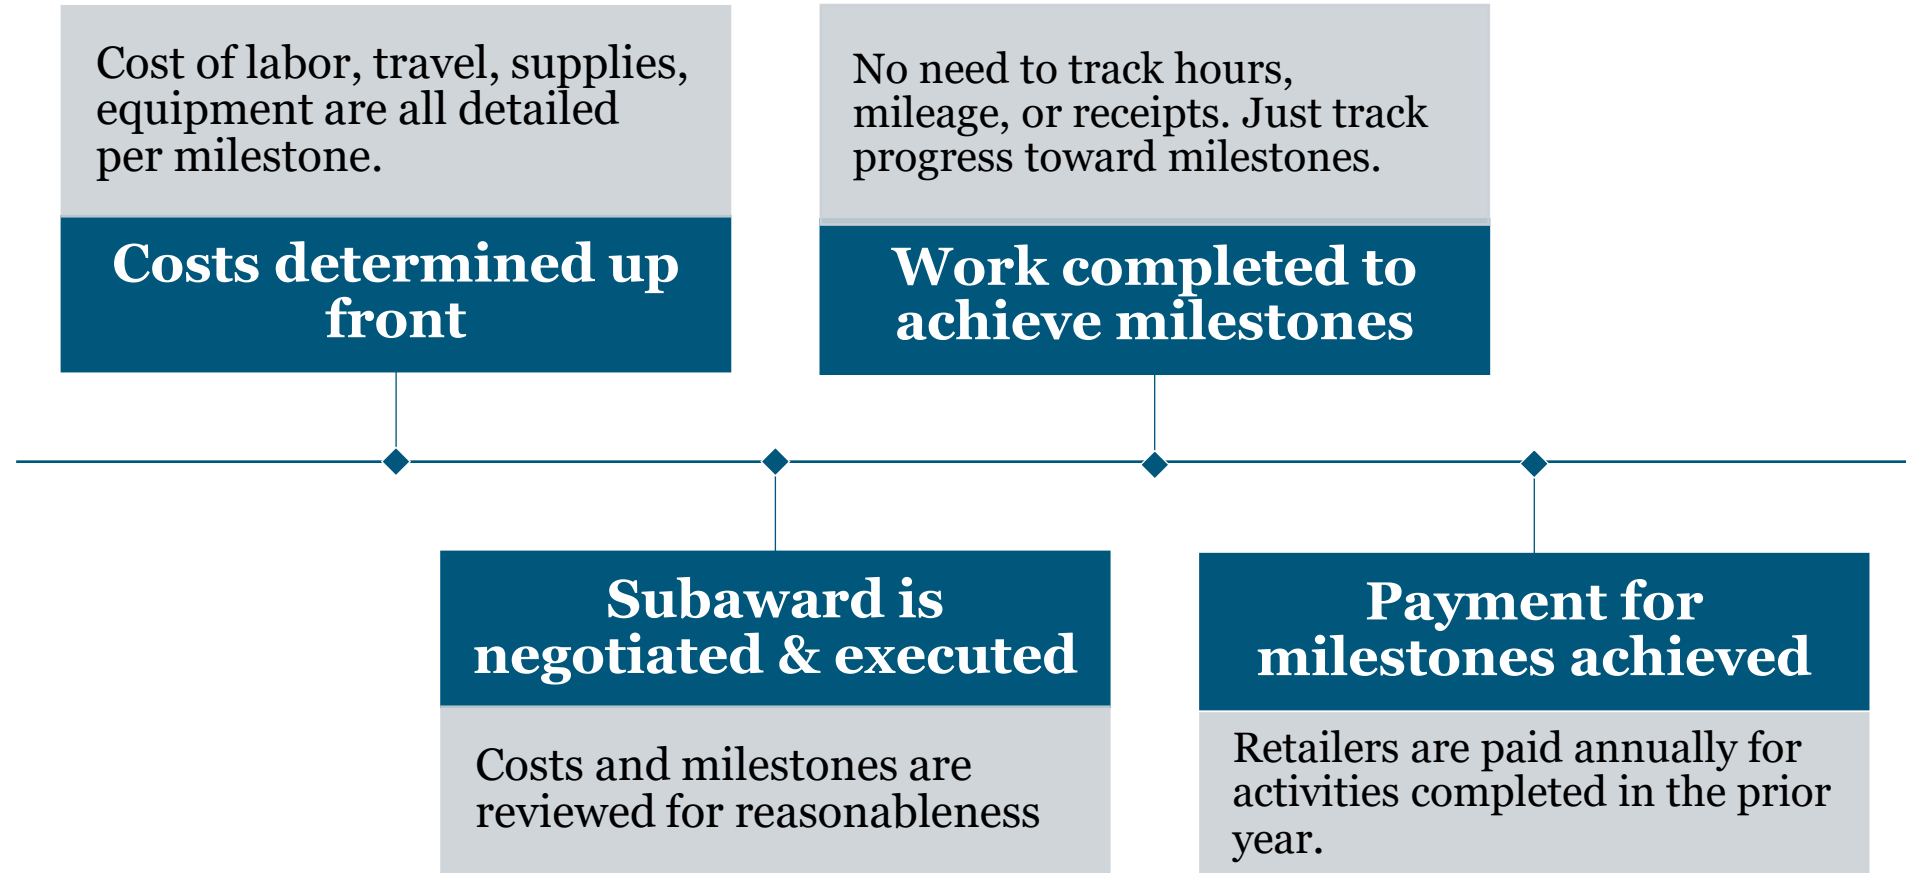 Cost of labor, travel, supplies,
equipment are all detailed
per milestone.
Costs determined up
front
Subaward is
negotiated & executed
Costs and milestones are
reviewed for reasonableness
No need to track hours,
mileage, or receipts. Just track
progress toward milestones.
Work completed to
achieve milestones
Payment for
milestones achieved
Retailers are paid annually for
activities completed in the prior
year.